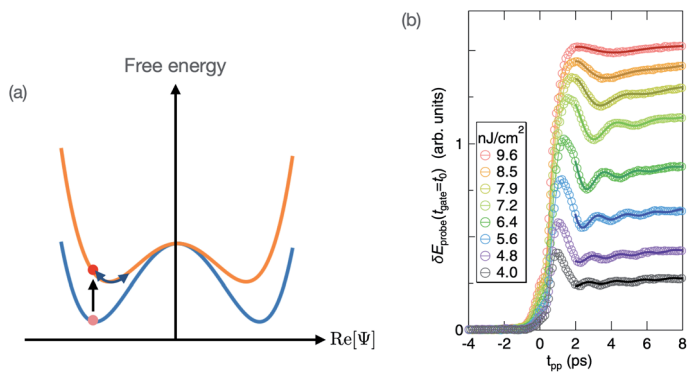 (a)
Free energy
Re[Ψ]
(b)
δE_probe(t_gate=t_0) (arb. units)
1
0
nJ/cm²
9.6
8.5
7.9
7.2
6.4
5.6
4.8
4.0
-4 -2 0 2 4 6 8
t_pp (ps)